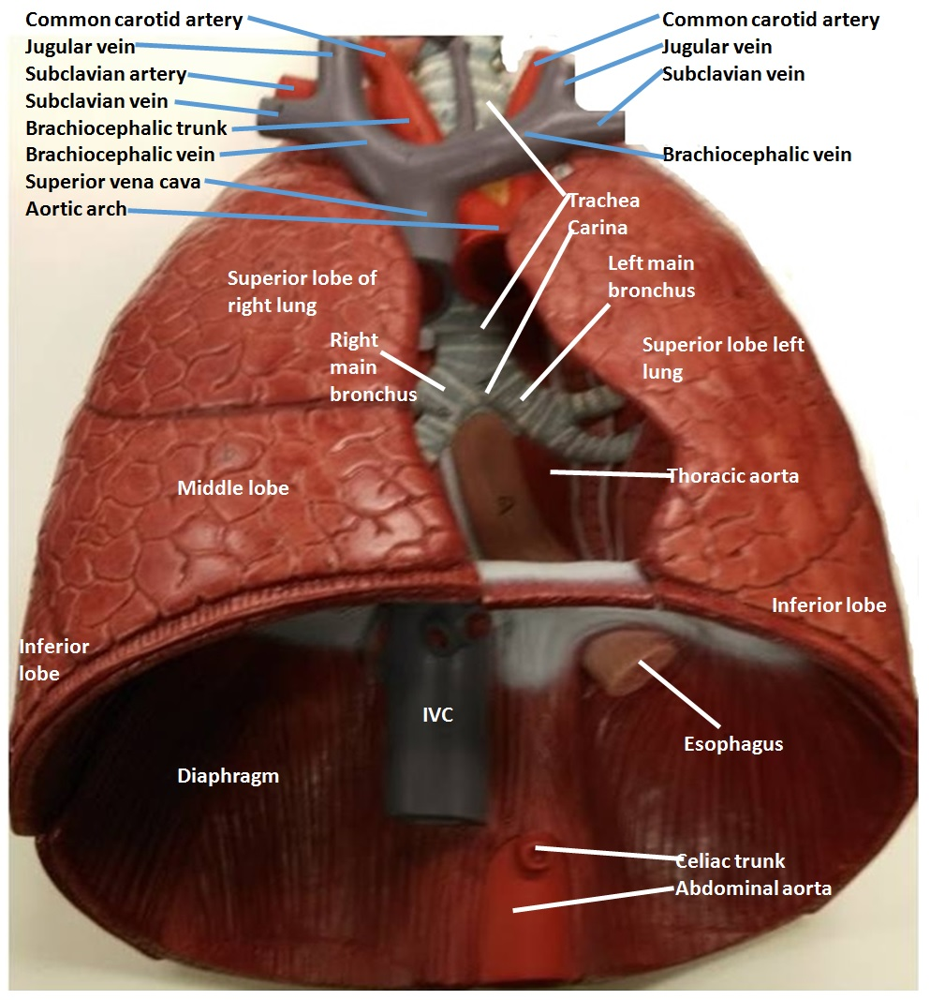 Common carotid artery
Jugular vein
Subclavian artery
Subclavian vein
Brachiocephalic trunk
Brachiocephalic vein
Superior vena cava
Aortic arch
Common carotid artery
Jugular vein
Subclavian vein
Brachiocephalic vein
Trachea
Carina
Left main
bronchus
Superior lobe of
right lung
Right
main
bronchus
Superior lobe left
lung
Middle lobe
Thoracic aorta
Inferior lobe
Inferior
lobe
IVC
Esophagus
Diaphragm
Celiac trunk
Abdominal aorta